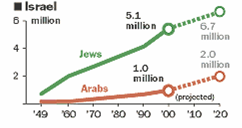 ■ Israel
6 million
5.1 million
Jews
6.7 million
4
2.0 million
1.0 million
2
Arabs
(projected)
'49 '60 '70 '80 '90 '00 '10 '20